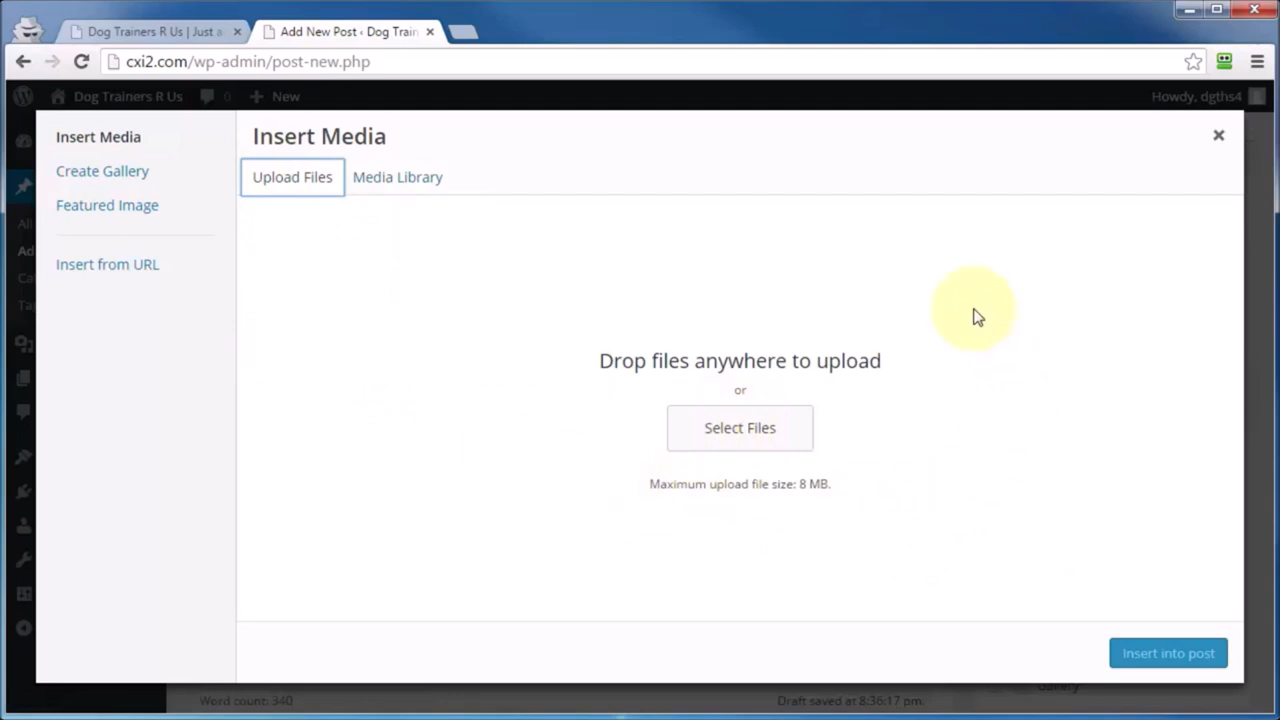 Dog Trainers R Us | Just a
Add New Post ‹ Dog Train
cxi2.com/wp-admin/post-new.php
Dog Trainers R Us 0 New Howdy, dgths4
Insert Media
Create Gallery
Featured Image
Insert from URL
Insert Media
Upload Files Media Library
Drop files anywhere to upload
or
Select Files
Maximum upload file size: 8 MB.
Insert into post
Word count: 340 Draft saved at 8:36:17 pm.